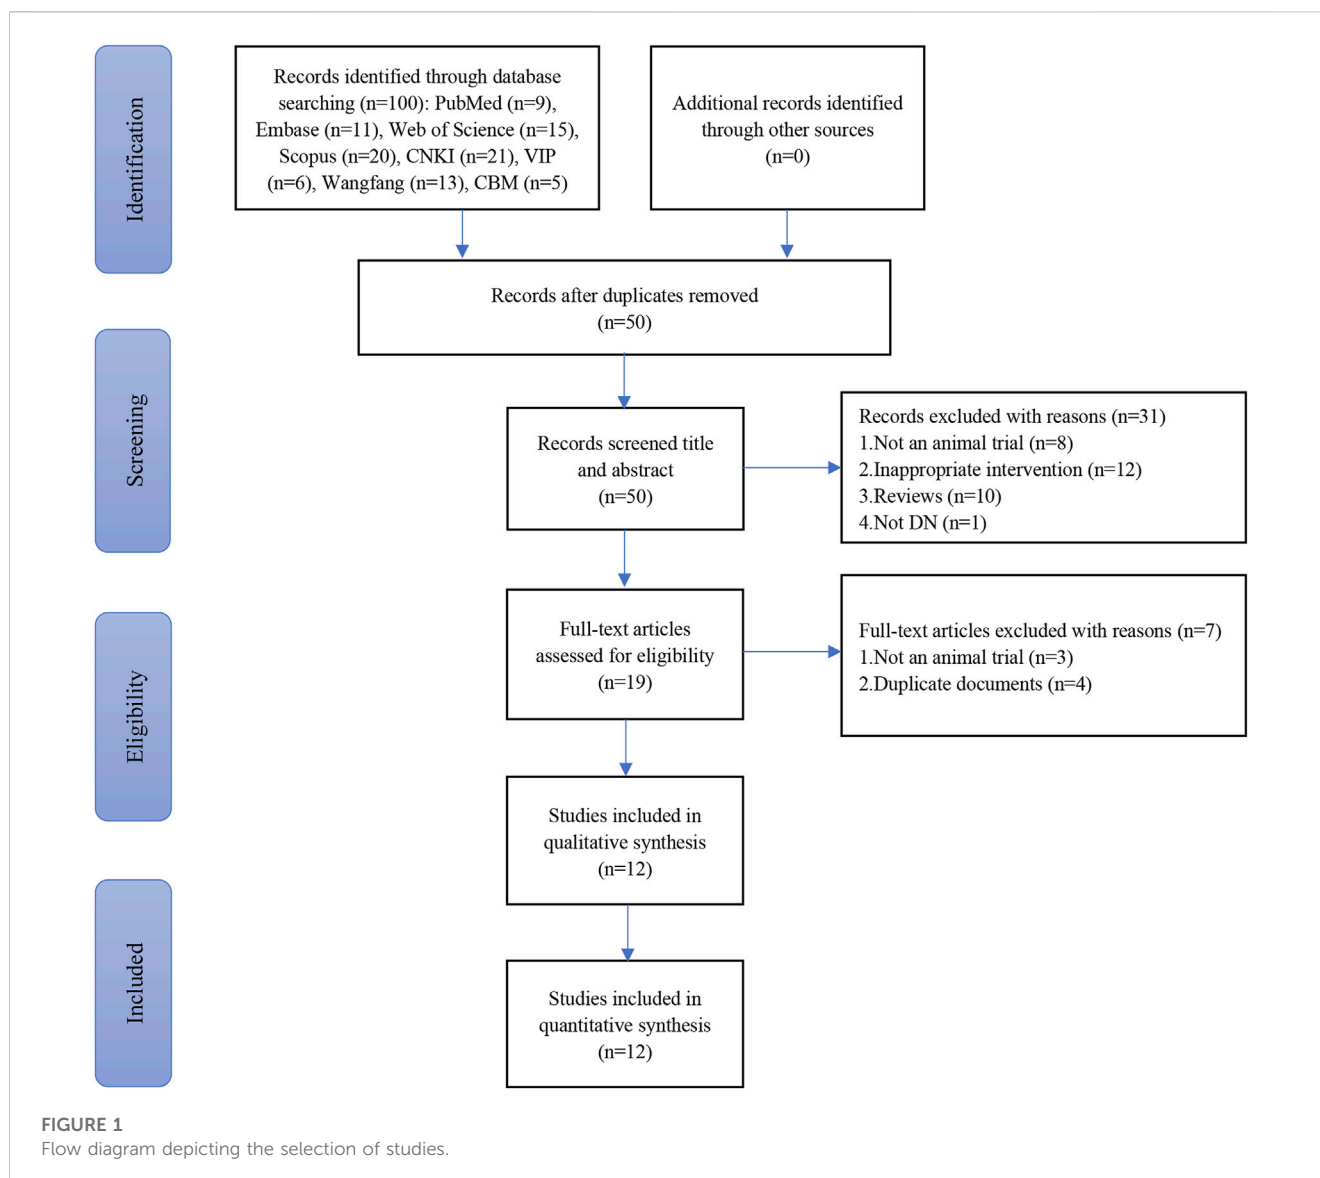 Identification
Records identified through database
searching (n=100): PubMed (n=9),
Embase (n=11), Web of Science (n=15),
Scopus (n=20), CNKI (n=21), VIP
(n=6), Wangfang (n=13), CBM (n=5)
Additional records identified
through other sources
(n=0)
Records after duplicates removed
(n=50)
Screening
Records screened title
and abstract
(n=50)
Records excluded with reasons (n=31)
1.Not an animal trial (n=8)
2.Inappropriate intervention (n=12)
3.Reviews (n=10)
4.Not DN (n=1)
Eligibility
Full-text articles
assessed for eligibility
(n=19)
Full-text articles excluded with reasons (n=7)
1.Not an animal trial (n=3)
2.Duplicate documents (n=4)
Studies included in
qualitative synthesis
(n=12)
Included
Studies included in
quantitative synthesis
(n=12)
FIGURE 1
Flow diagram depicting the selection of studies.